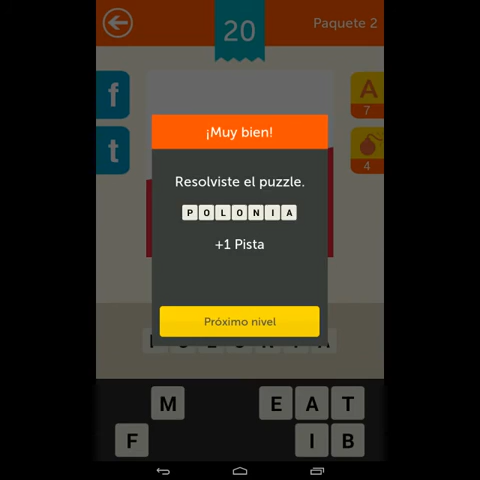 20
Paquete 2
f
A
7
t
4
¡Muy bien!
Resolviste el puzzle.
POLONIA
+1 Pista
Próximo nivel
M E A T
F I B